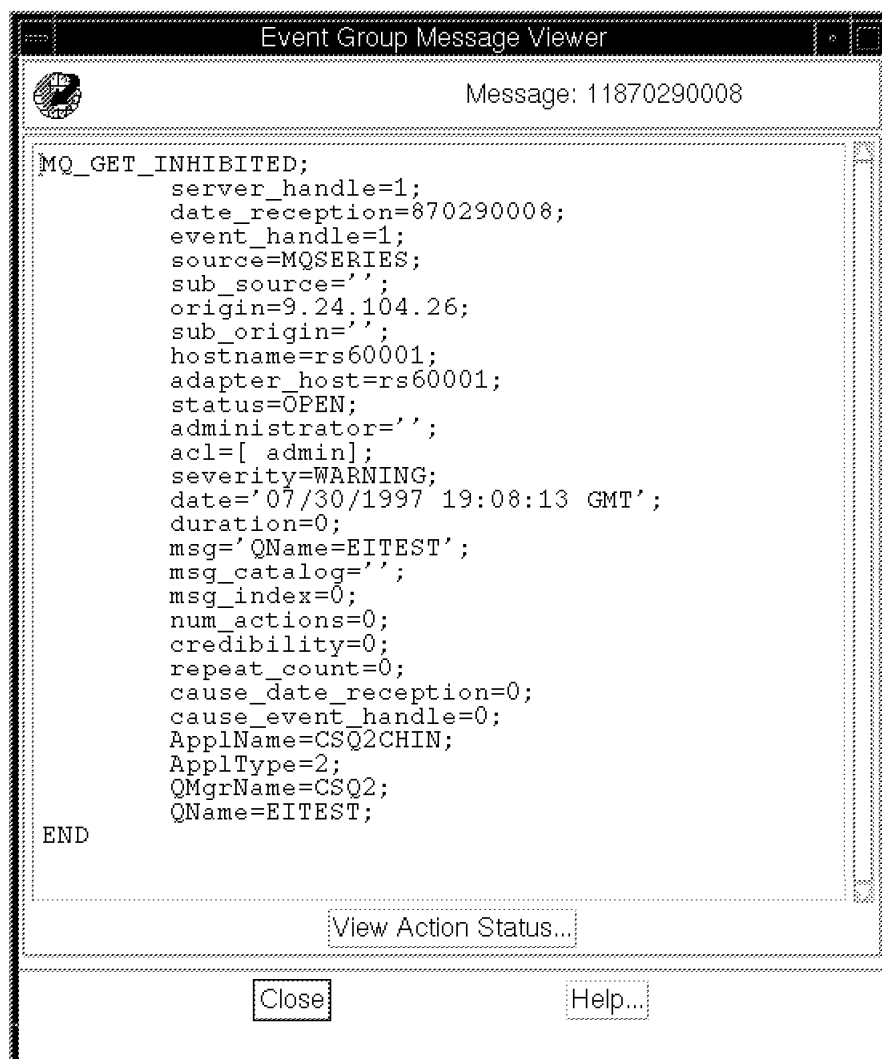 Event Group Message Viewer
Message: 11870290008
MQ_GET_INHIBITED;
server_handle=1;
date_reception=870290008;
event_handle=1;
source=MQSERIES;
sub_source='';
origin=9.24.104.26;
sub_origin='';
hostname=rs60001;
adapter_host=rs60001;
status=OPEN;
administrator='';
acl=[ admin];
severity=WARNING;
date='07/30/1997 19:08:13 GMT';
duration=0;
msg='QName=EITEST';
msg_catalog='';
msg_index=0;
num_actions=0;
credibility=0;
repeat_count=0;
cause_date_reception=0;
cause_event_handle=0;
ApplName=CSQ2CHIN;
ApplType=2;
QMgrName=CSQ2;
QName=EITEST;
END
View Action Status...
Close
Help...